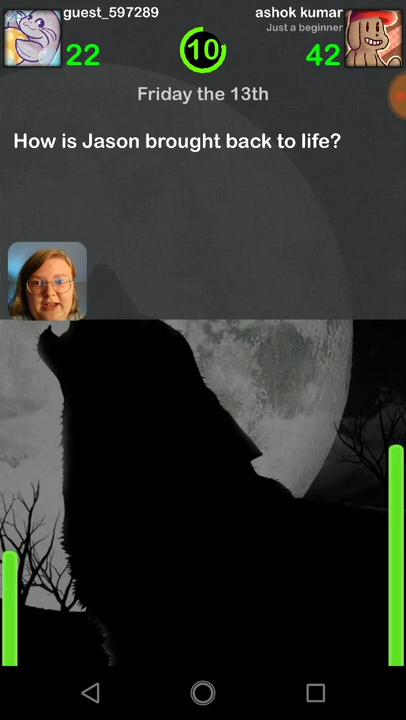 guest_597289
ashok kumar
Just a beginner
22
10
42
Friday the 13th
How is Jason brought back to life?